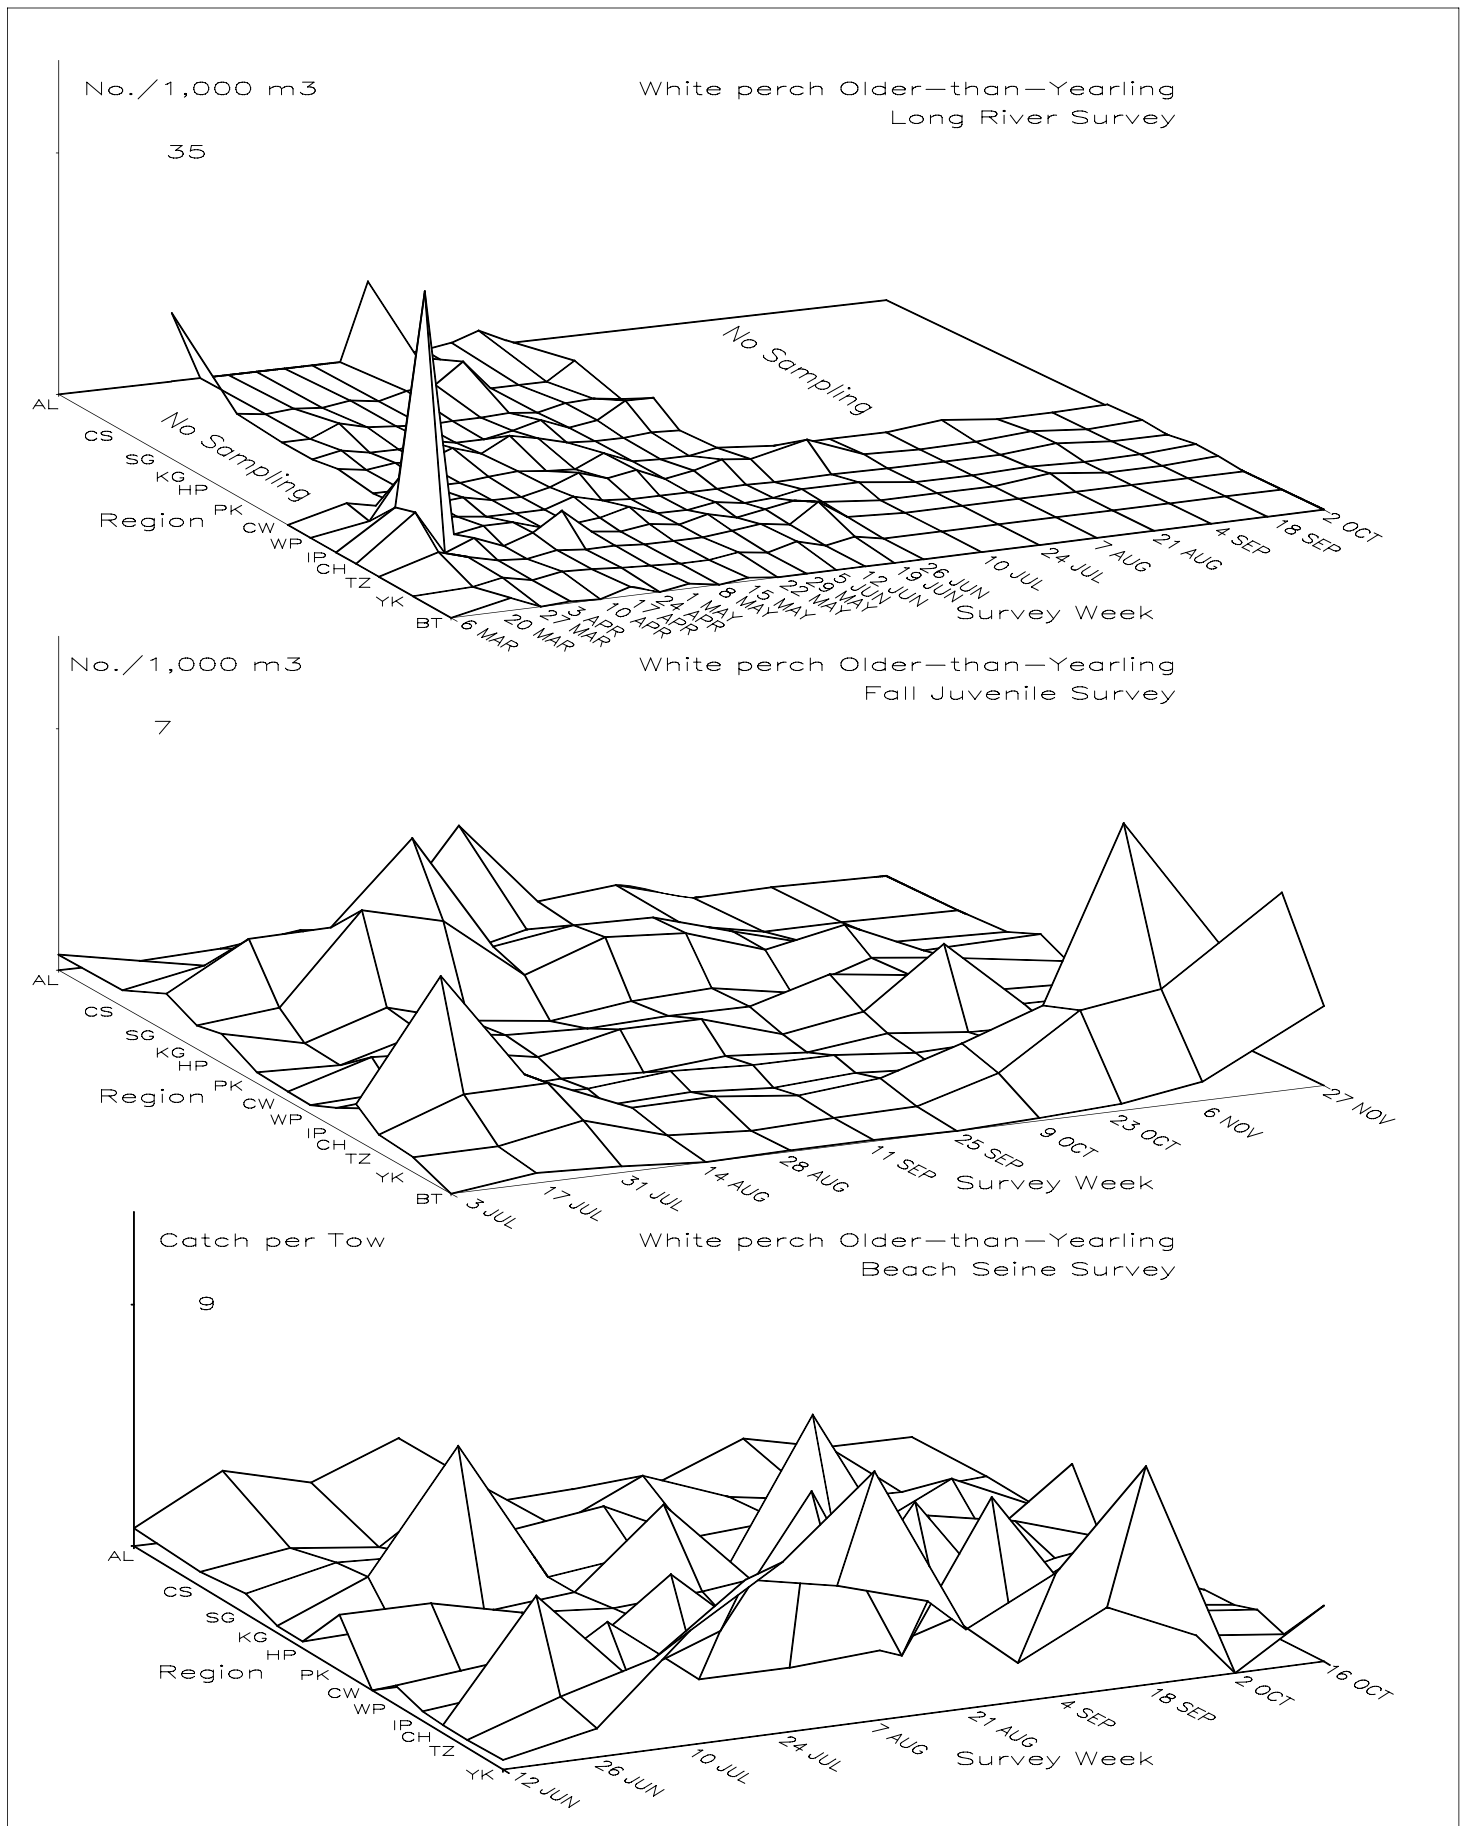 No./1,000 m3
White perch Older–than–Yearling
Long River Survey
35
No Sampling
No Sampling
AL
CS
SG
KG
HP
PK
CW
WP
IP
CH
TZ
YK
BT
Region
6 MAR
20 MAR
27 MAR
3 APR
10 APR
17 APR
24 APR
1 MAY
8 MAY
15 MAY
22 MAY
29 MAY
5 JUN
12 JUN
19 JUN
26 JUN
10 JUL
24 JUL
7 AUG
21 AUG
4 SEP
18 SEP
2 OCT
Survey Week
No./1,000 m3
White perch Older–than–Yearling
Fall Juvenile Survey
7
AL
CS
SG
KG
HP
PK
CW
WP
IP
CH
TZ
YK
BT
Region
3 JUL
17 JUL
31 JUL
14 AUG
28 AUG
11 SEP
25 SEP
9 OCT
23 OCT
6 NOV
27 NOV
Survey Week
Catch per Tow
White perch Older–than–Yearling
Beach Seine Survey
9
AL
CS
SG
KG
HP
PK
CW
WP
IP
CH
TZ
YK
Region
12 JUN
26 JUN
10 JUL
24 JUL
7 AUG
21 AUG
4 SEP
18 SEP
2 OCT
16 OCT
Survey Week